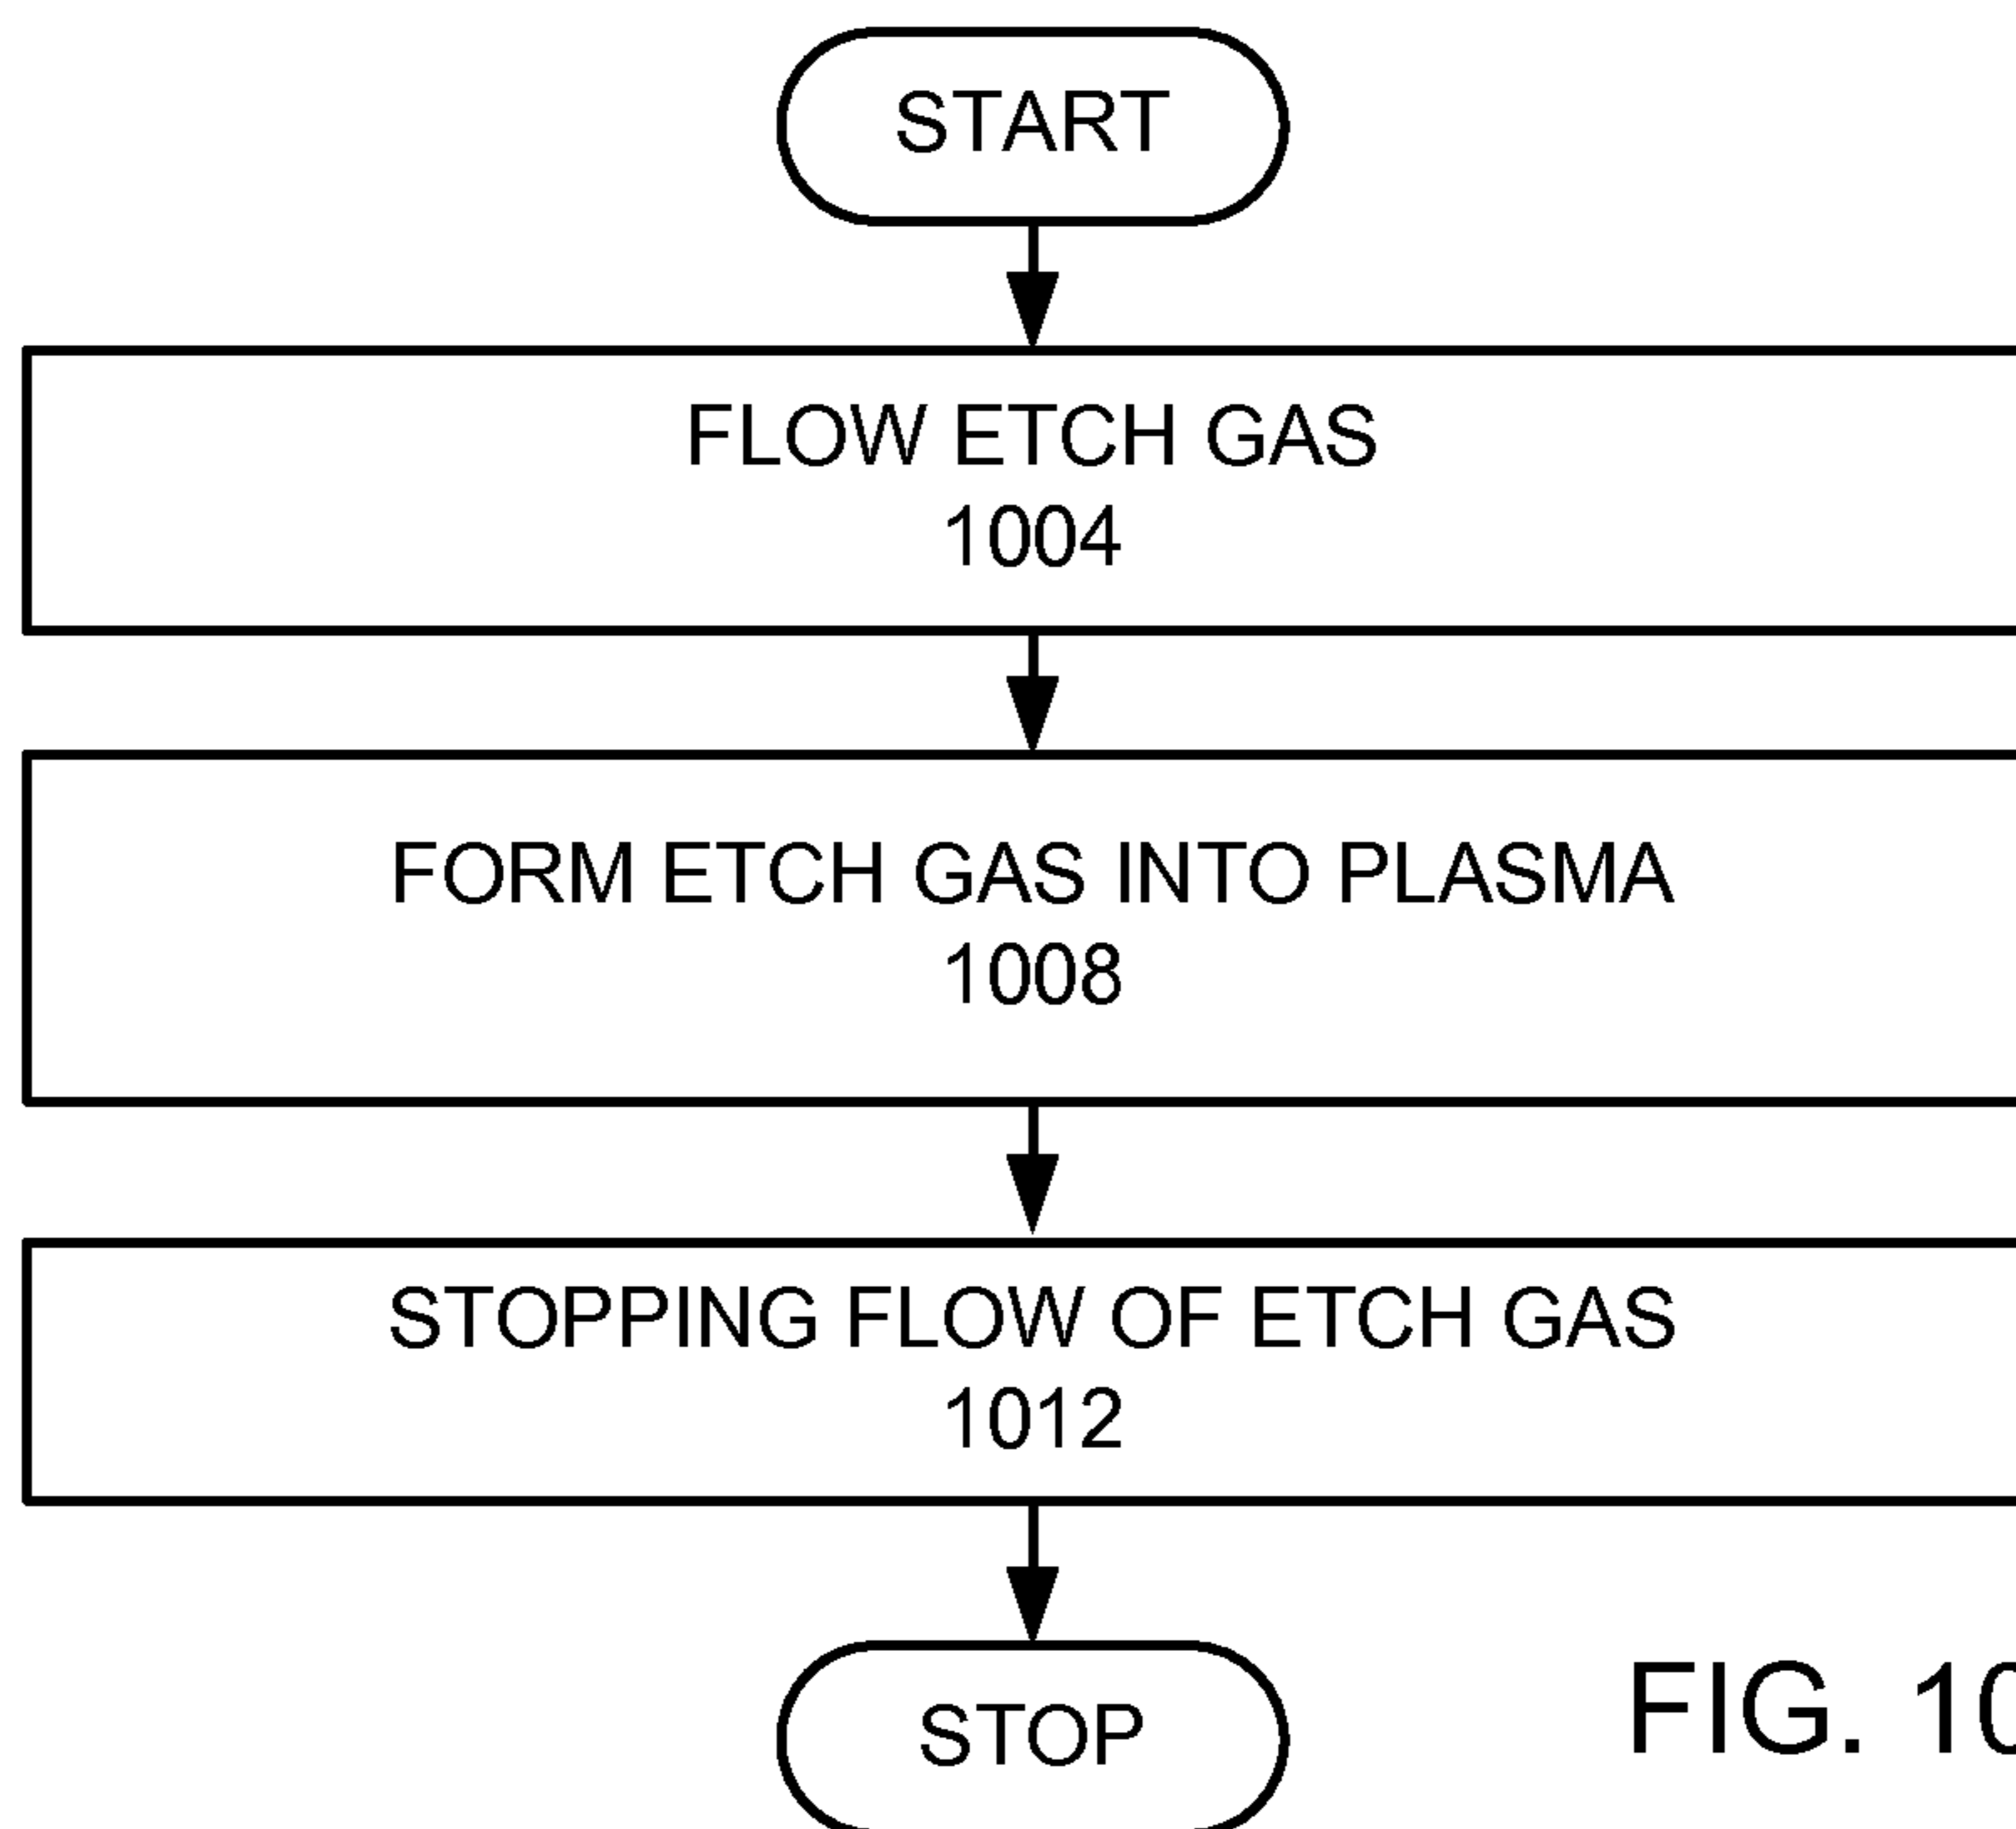 START
FLOW ETCH GAS
1004
FORM ETCH GAS INTO PLASMA
1008
STOPPING FLOW OF ETCH GAS
1012
STOP
FIG. 10